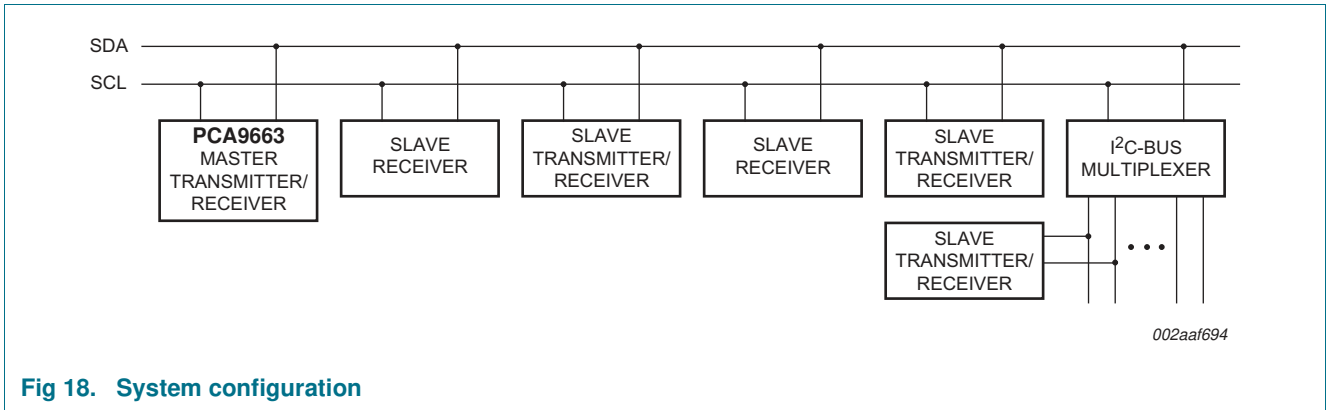 SDA
SCL
PCA9663
MASTER
TRANSMITTER/
RECEIVER
SLAVE
RECEIVER
SLAVE
TRANSMITTER/
RECEIVER
SLAVE
RECEIVER
SLAVE
TRANSMITTER/
RECEIVER
I²C-BUS
MULTIPLEXER
SLAVE
TRANSMITTER/
RECEIVER
002aaf694
Fig 18. System configuration